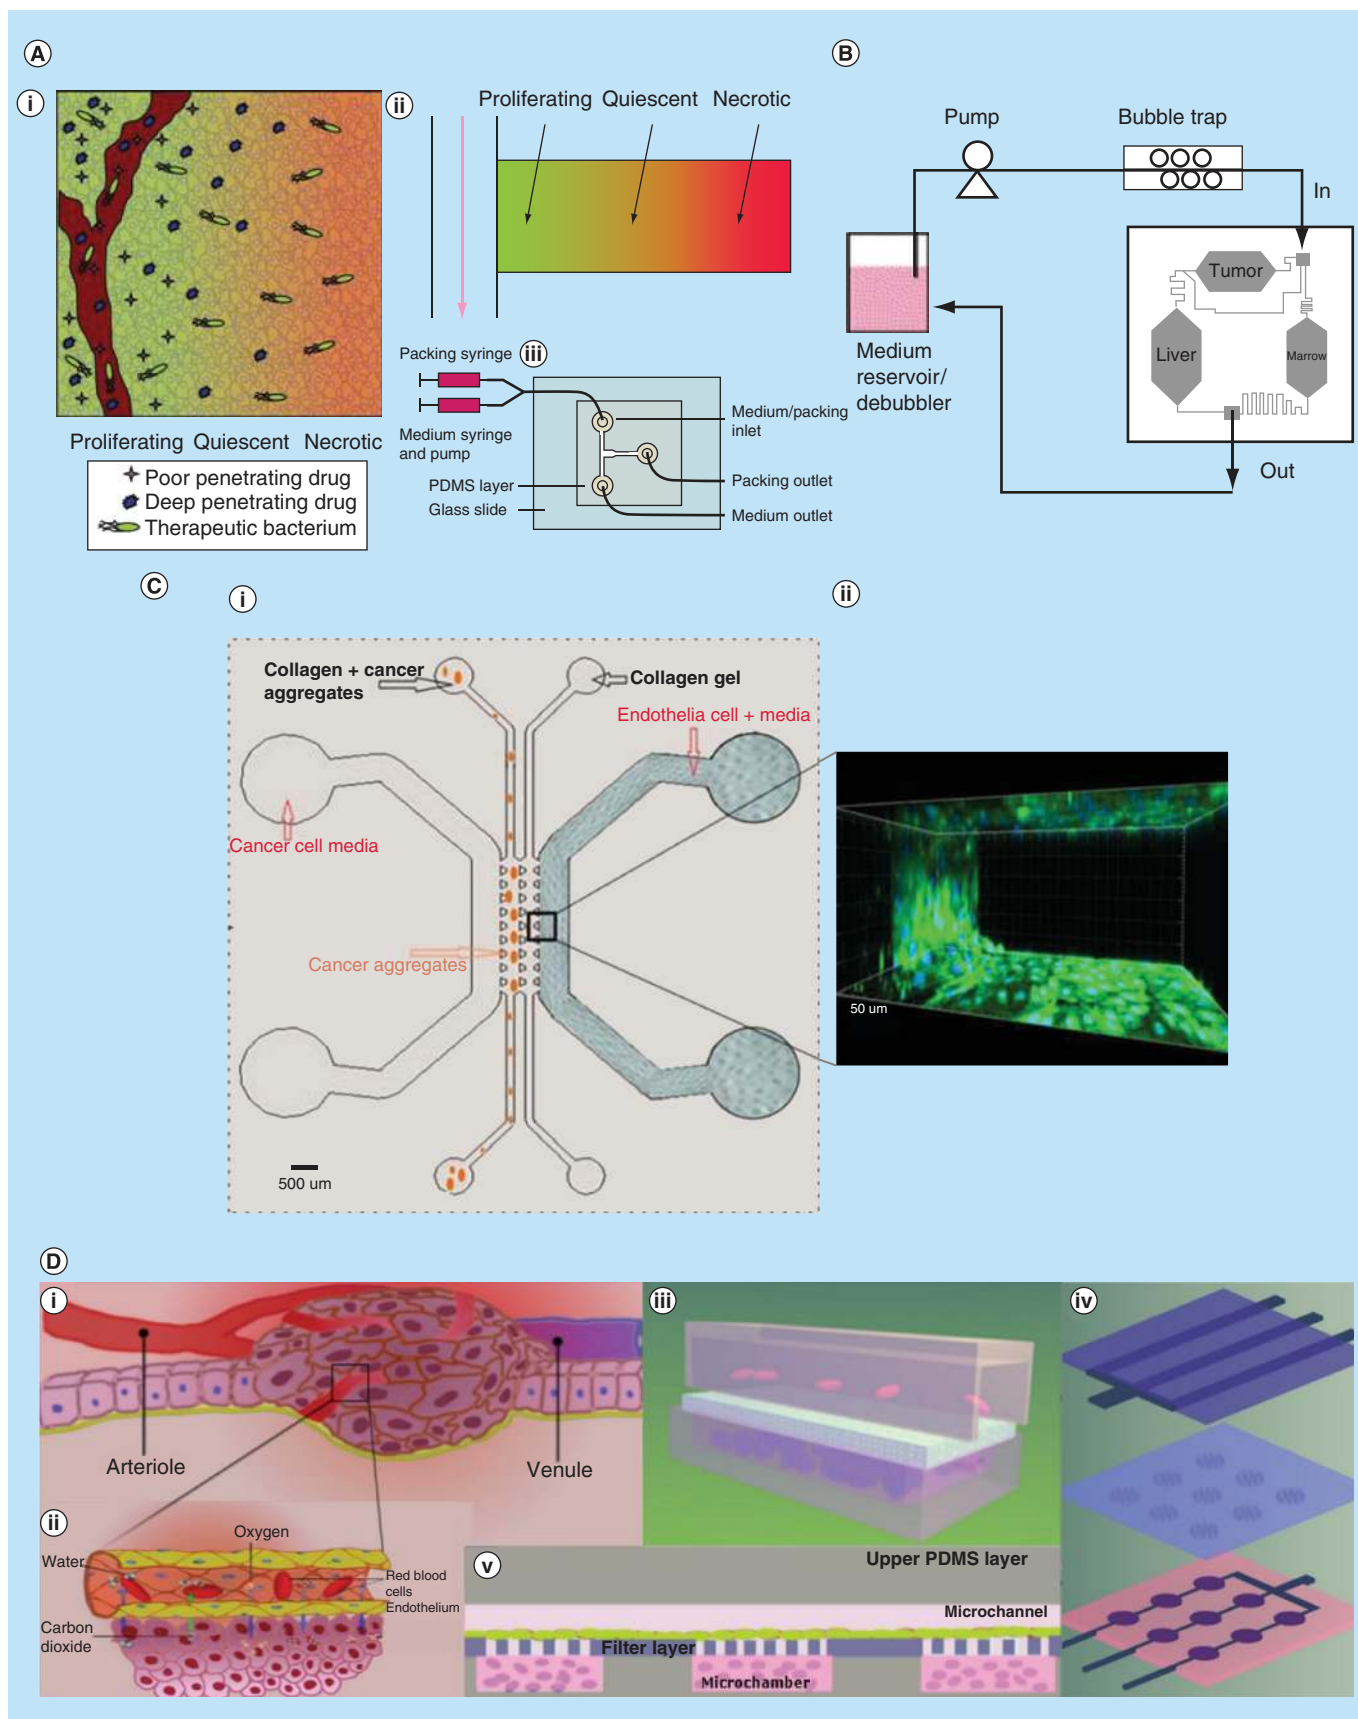 A
i
Proliferating Quiescent Necrotic
Poor penetrating drug
Deep penetrating drug
Therapeutic bacterium
ii
Proliferating Quiescent Necrotic
iii
Packing syringe
Medium syringe
and pump
PDMS layer
Glass slide
Medium/packing
inlet
Packing outlet
Medium outlet
B
Pump
Bubble trap
In
Tumor
Liver
Marrow
Medium
reservoir/
debubbler
Out
C
i
Collagen + cancer
aggregates
Collagen gel
Endothelia cell + media
Cancer cell media
Cancer aggregates
500 um
ii
50 um
D
i
Arteriole
Venule
ii
Oxygen
Water
Red blood
cells
Endothelium
Carbon
dioxide
iii
iv
v
Upper PDMS layer
Microchannel
Filter layer
Microchamber